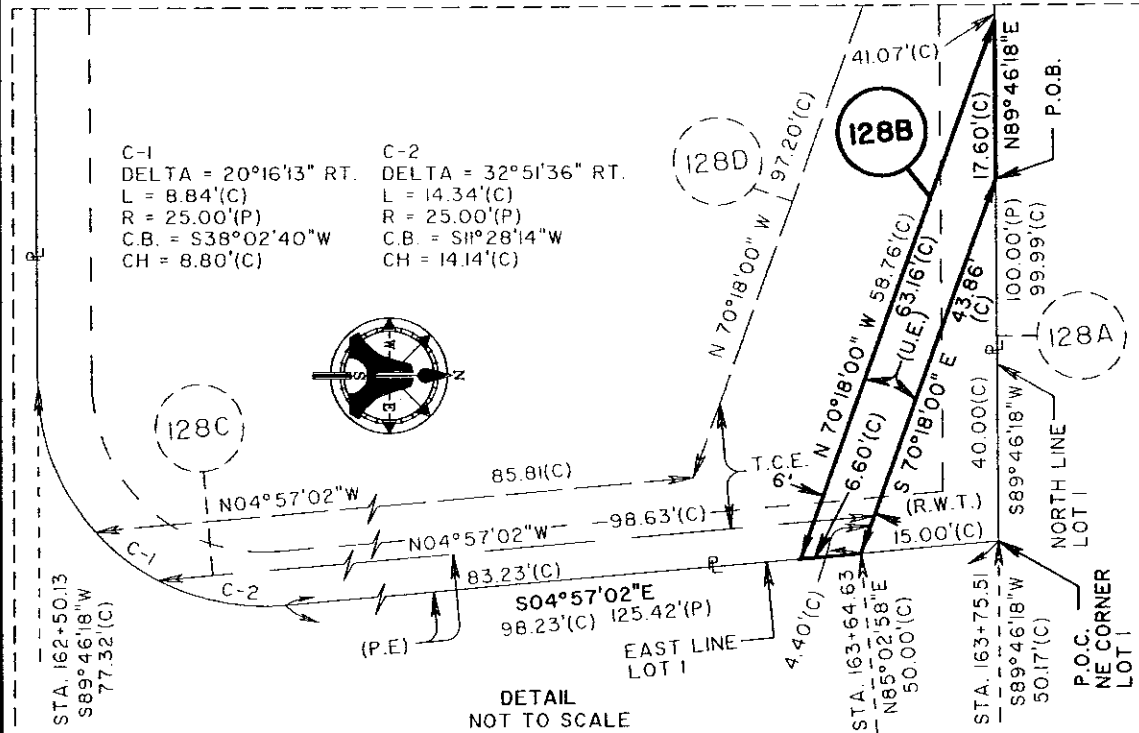 C-1
DELTA = 20°16'13" RT.
L = 8.84'(C)
R = 25.00'(P)
C.B. = S38°02'40"W
CH = 8.80'(C)
C-2
DELTA = 32°51'36" RT.
L = 14.34'(C)
R = 25.00'(P)
C.B. = S11°28'14"W
CH = 14.14'(C)
41.07'(C)
N89°46'18"E
P.O.B.
128B
128D
N 70°18'00" W 97.20'(C)
17.60'(C)
N 70°18'00" W 58.76'(C)
63.16'(C)
(U.E.)
S 70°18'00" E
43.86'
(C)
100.00'(P)
99.99'(C)
128A
P̲L
P̲L
W
S
N
E
128C
N04°57'02"W
85.81(C)
T.C.E.
6'
6.60'(C)
40.00(C)
S89°46'18"W
NORTH LINE
LOT 1
(R.W.T.)
15.00'(C)
N04°57'02"W
98.63'(C)
C-1
C-2
83.23'(C)
P̲L
S04°57'02"E
98.23'(C) 125.42'(P)
(P.E)
EAST LINE
LOT 1
4.40'(C)
STA. 162+50.13
S89°46'18"W
77.32'(C)
STA. 163+64.63
N85°02'58"E
50.00'(C)
STA. 163+75.51
S89°46'18"W
50.17'(C)
P.O.C.
NE CORNER
LOT 1
DETAIL
NOT TO SCALE